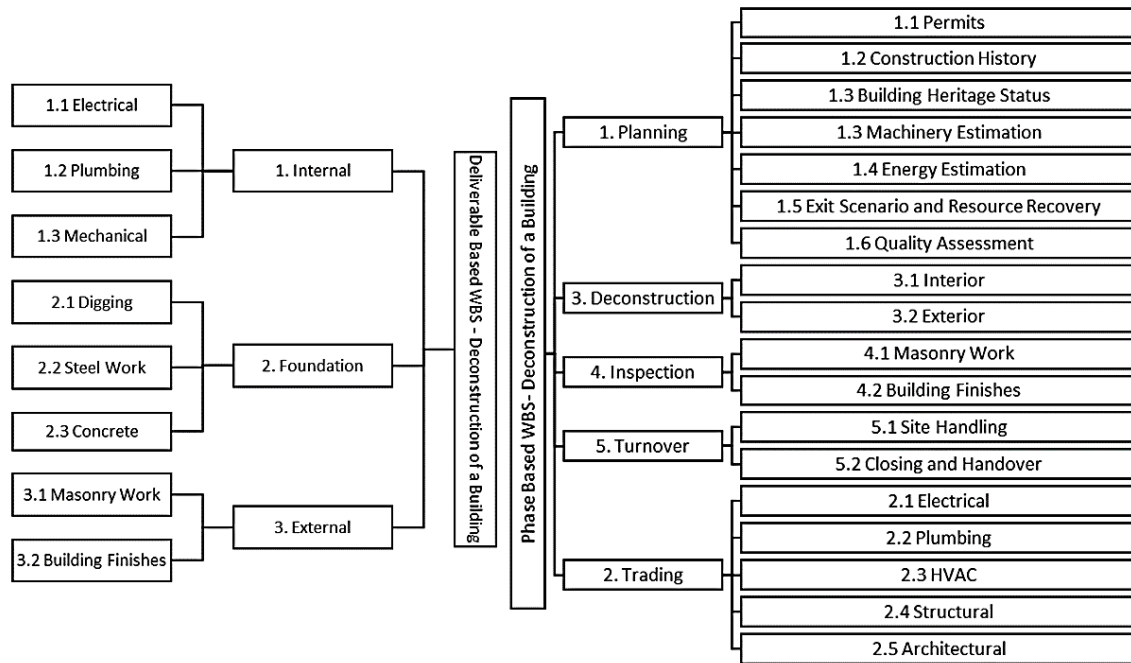 1.1 Electrical
1.2 Plumbing
1.3 Mechanical
2.1 Digging
2.2 Steel Work
2.3 Concrete
3.1 Masonry Work
3.2 Building Finishes
1. Internal
2. Foundation
3. External
Deliverable Based WBS - Deconstruction of a Building
Phase Based WBS- Deconstruction of a Building
1. Planning
1.1 Permits
1.2 Construction History
1.3 Building Heritage Status
1.3 Machinery Estimation
1.4 Energy Estimation
1.5 Exit Scenario and Resource Recovery
1.6 Quality Assessment
3. Deconstruction
3.1 Interior
3.2 Exterior
4. Inspection
4.1 Masonry Work
4.2 Building Finishes
5. Turnover
5.1 Site Handling
5.2 Closing and Handover
2. Trading
2.1 Electrical
2.2 Plumbing
2.3 HVAC
2.4 Structural
2.5 Architectural